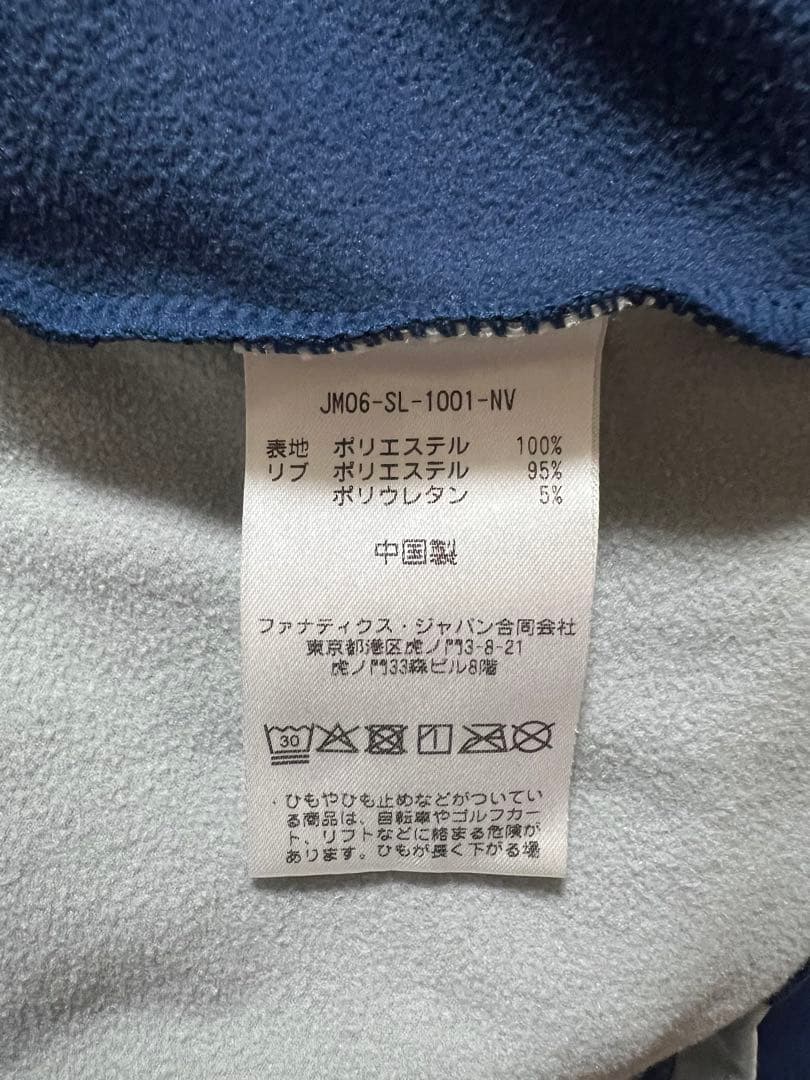 JM06-SL-1001-NV
表地 ポリエステル 100%
リブ ポリエステル 95%
ポリウレタン 5%
中国製
ファナティクス・ジャパン合同会社
東京都港区虎ノ門3-8-21
虎ノ門33森ビル8階
30
・ひもやひも止めなどがついてい
る商品は、自転車やゴルフカー
ト、リフトなどに絡まる危険が
あります。ひもが長く下がる場